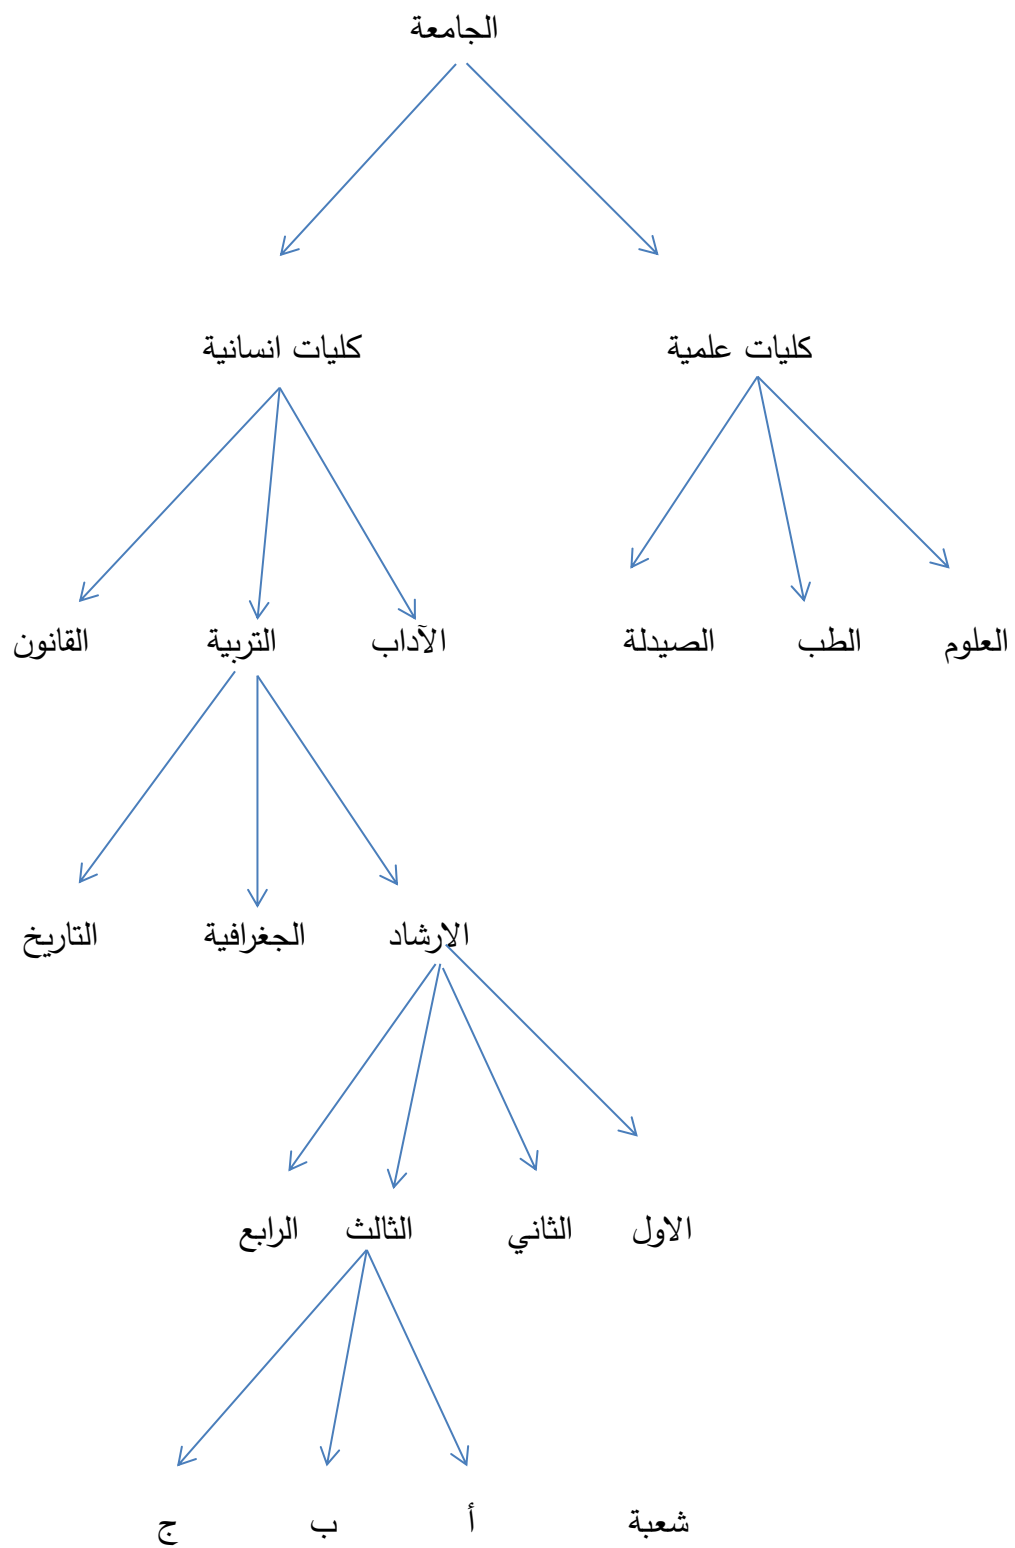 الجامعة
كليات علمية كليات انسانية
العلوم الطب الصيدلة الآداب التربية القانون
الارشاد الجغرافية التاريخ
الاول الثاني الثالث الرابع
شعبة أ ب ج